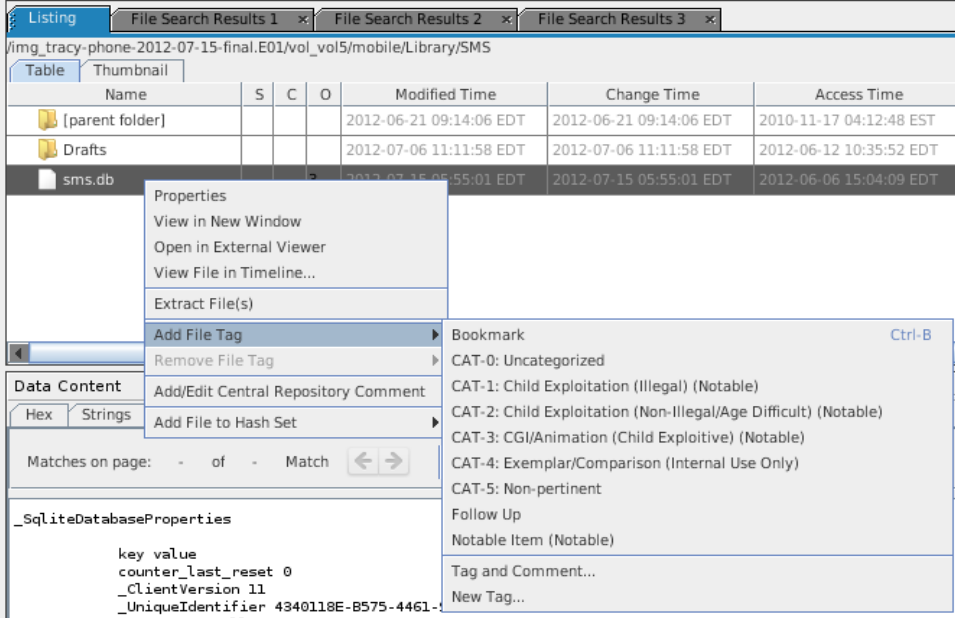 Listing File Search Results 1 × File Search Results 2 × File Search Results 3 ×
/img_tracy-phone-2012-07-15-final.E01/vol_vol5/mobile/Library/SMS
Table Thumbnail
Name S C O Modified Time Change Time Access Time
[parent folder] 2012-06-21 09:14:06 EDT 2012-06-21 09:14:06 EDT 2010-11-17 04:12:48 EST
Drafts 2012-07-06 11:11:58 EDT 2012-07-06 11:11:58 EDT 2012-06-12 10:35:52 EDT
sms.db 2012-07-15 05:55:01 EDT 2012-07-15 05:55:01 EDT 2012-06-06 15:04:09 EDT
Properties
View in New Window
Open in External Viewer
View File in Timeline...
Extract File(s)
Add File Tag
Remove File Tag
Add/Edit Central Repository Comment
Add File to Hash Set
Bookmark Ctrl-B
CAT-0: Uncategorized
CAT-1: Child Exploitation (Illegal) (Notable)
CAT-2: Child Exploitation (Non-Illegal/Age Difficult) (Notable)
CAT-3: CGI/Animation (Child Exploitive) (Notable)
CAT-4: Exemplar/Comparison (Internal Use Only)
CAT-5: Non-pertinent
Follow Up
Notable Item (Notable)
Tag and Comment...
New Tag...
Data Content
Hex Strings
Matches on page: - of - Match
_SqliteDatabaseProperties
key value
counter_last_reset 0
_ClientVersion 11
_UniqueIdentifier 4340118E-B575-4461-